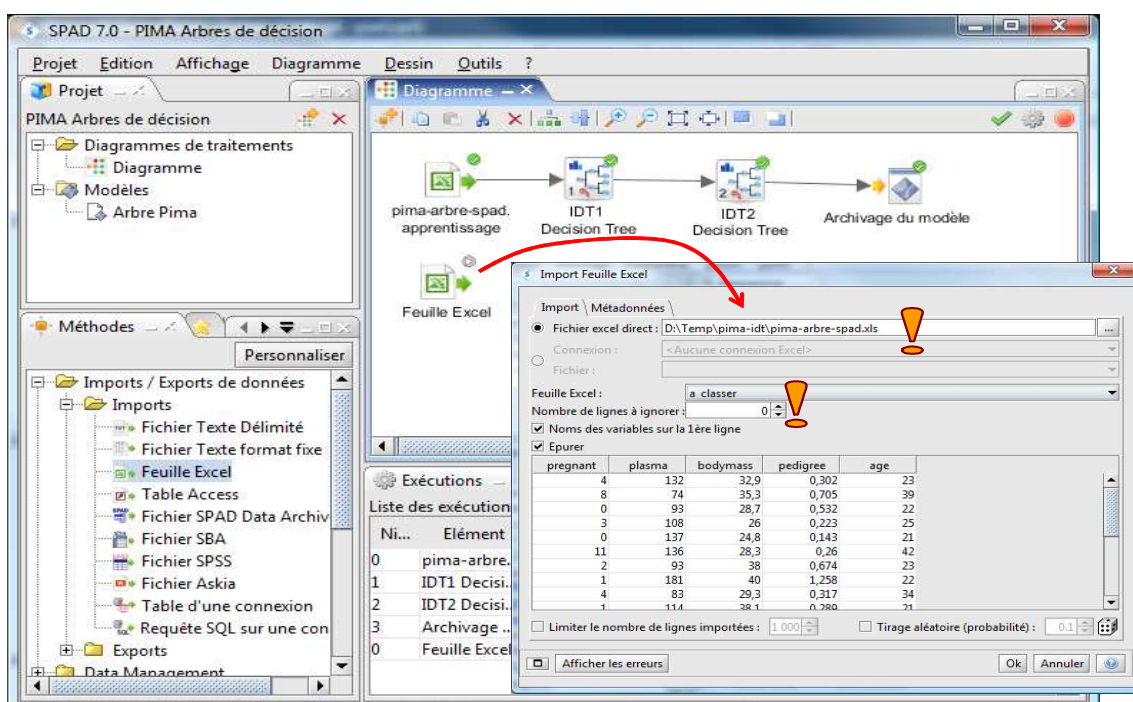 SPAD 7.0 - PIMA Arbres de décision
Projet Edition Affichage Diagramme Dessin Outils ?
Projet
PIMA Arbres de décision
Diagrammes de traitements
Diagramme
Modèles
Arbre Pima
Méthodes
Personnaliser
Imports / Exports de données
Imports
Fichier Texte Délimité
Fichier Texte format fixe
Feuille Excel
Table Access
Fichier SPAD Data Archiv
Fichier SBA
Fichier SPSS
Fichier Askia
Table d'une connexion
Requête SQL sur une con
Exports
Data Management
Diagramme
pima-arbre-spad.
apprentissage
1
IDT1
Decision Tree
2
IDT2
Decision Tree
Archivage du modèle
Feuille Excel
Exécutions
Liste des exécution
Ni... Elément
0 pima-arbre.
1 IDT1 Decisi..
2 IDT2 Decisi..
3 Archivage ..
0 Feuille Excel
Import Feuille Excel
Import Métadonnées
Fichier excel direct : D:\Temp\pima-idt\pima-arbre-spad.xls ...
Connexion : <Aucune connexion Excel>
Fichier :
Feuille Excel : a classer
Nombre de lignes à ignorer : 0
Noms des variables sur la 1ère ligne
Epurer
pregnant plasma bodymass pedigree age
4 132 32,9 0,302 23
8 74 35,3 0,705 39
0 93 28,7 0,532 22
3 108 26 0,223 25
0 137 24,8 0,143 21
11 136 28,3 0,26 42
2 93 38 0,674 23
1 181 40 1,258 22
4 83 29,3 0,317 34
1 114 38,1 0,289 21
Limiter le nombre de lignes importées : 1 000 Tirage aléatoire (probabilité) : 0.1
Afficher les erreurs Ok Annuler